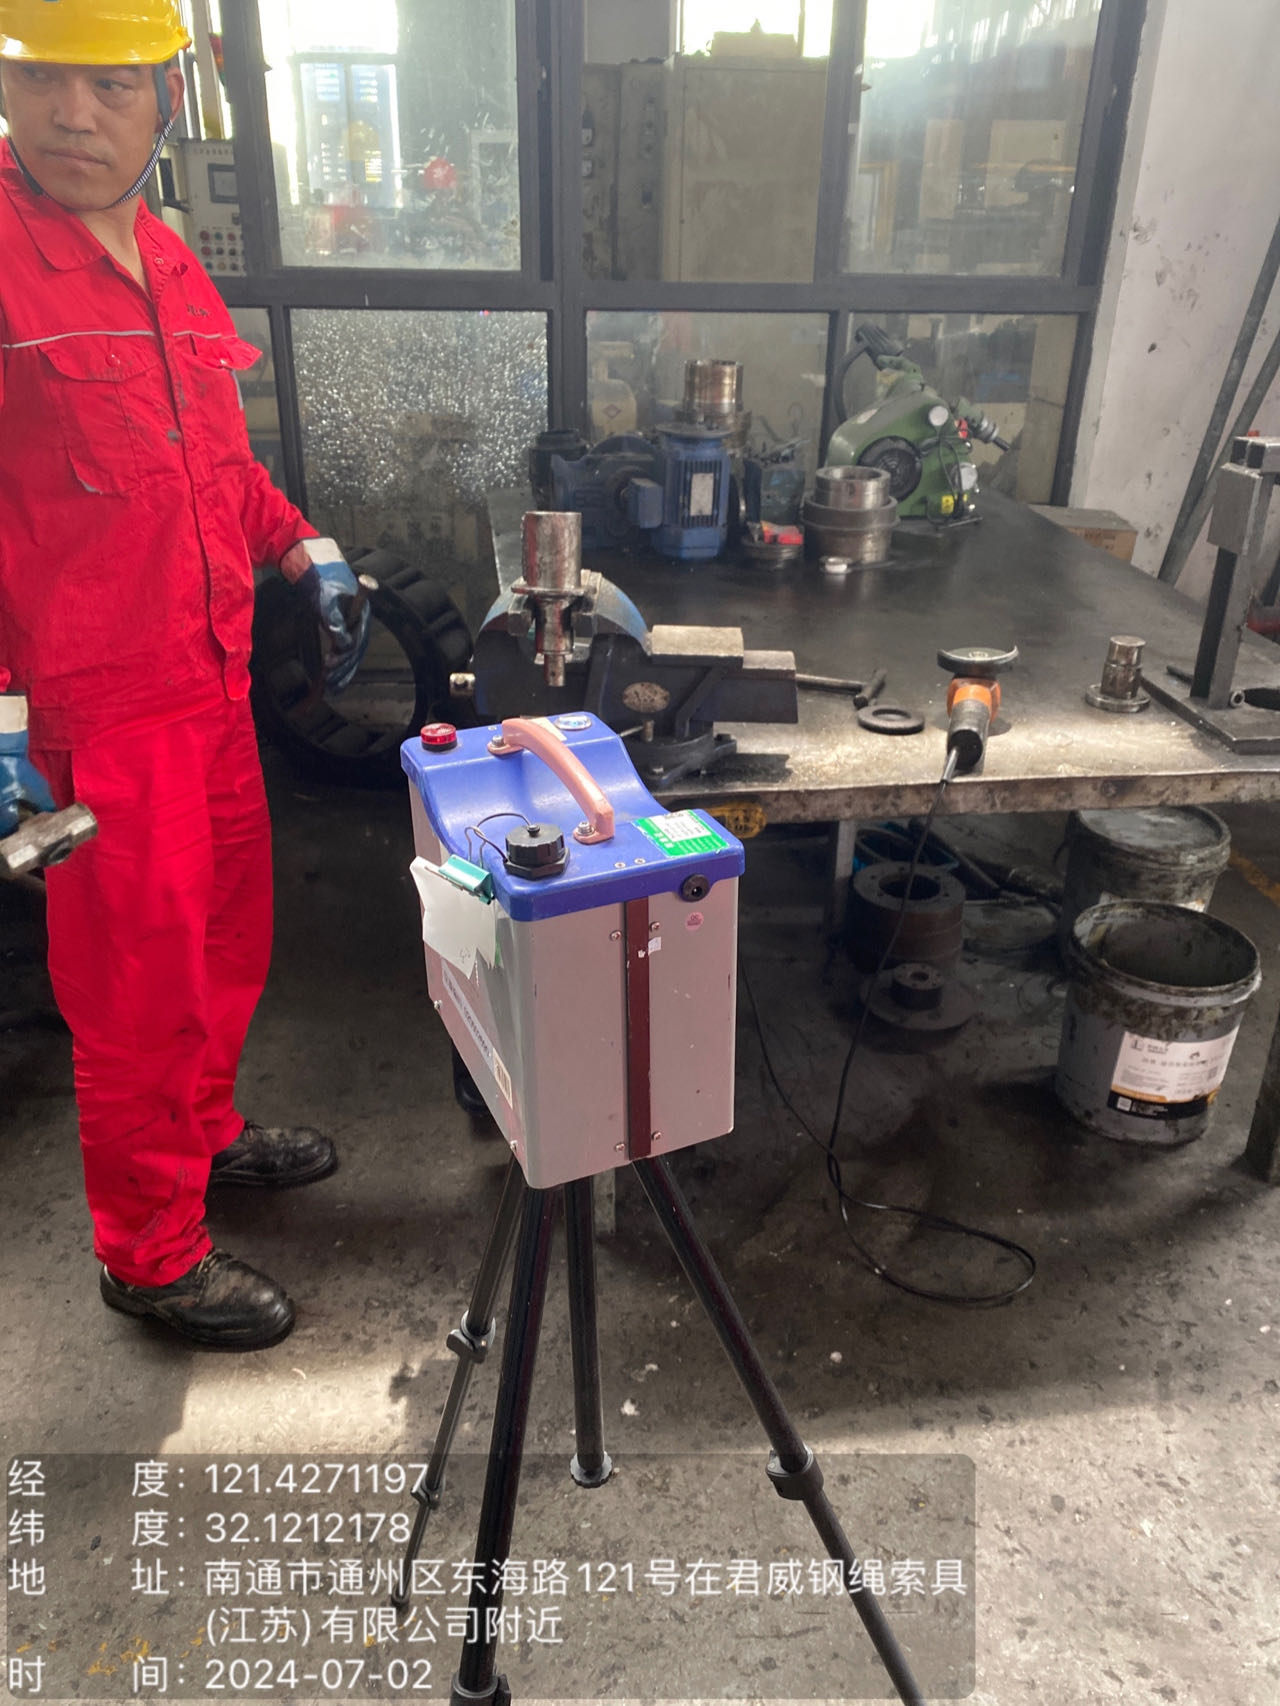 经度：121.4271197
纬度：32.1212178
地址：南通市通州区东海路121号在君威钢绳索具
(江苏)有限公司附近
时间：2024-07-02